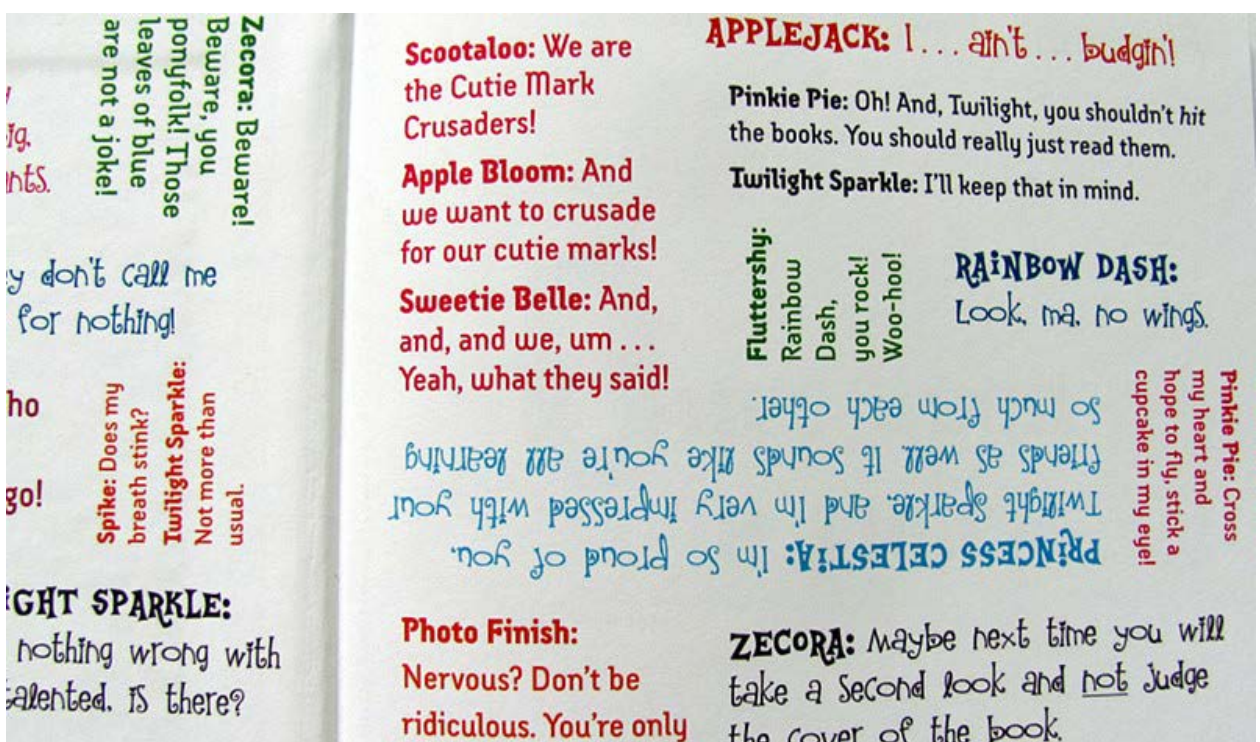 Zecora: Beware!
Beware, you
ponyfolk! Those
leaves of blue
are not a joke!
don't call me
for nothing!
Spike: Does my
breath stink?
Twilight Sparkle:
Not more than
usual.
go!
SPARKLE:
nothing wrong with
is there?
Scootaloo: We are
the Cutie Mark
Crusaders!
Apple Bloom: And
we want to crusade
for our cutie marks!
Sweetie Belle: And,
and, and we, um . . .
Yeah, what they said!
APPLEJACK: I . . . ain't . . . budgin'!
Pinkie Pie: Oh! And, Twilight, you shouldn't hit
the books. You should really just read them.
Twilight Sparkle: I'll keep that in mind.
Fluttershy:
Rainbow
Dash,
you rock!
Woo-hoo!
RAINBOW DASH:
Look, ma, no wings.
PRINCESS CELESTIA: I'm so proud of you,
Twilight Sparkle, and I'm very impressed with your
friends as well. It sounds like you're all learning
so much from each other.
Pinkie Pie: Cross
my heart and
hope to fly, stick a
cupcake in my eye!
Photo Finish:
Nervous? Don't be
ridiculous. You're only
ZECORA: Maybe next time you will
take a second look and not judge
the cover of the book.